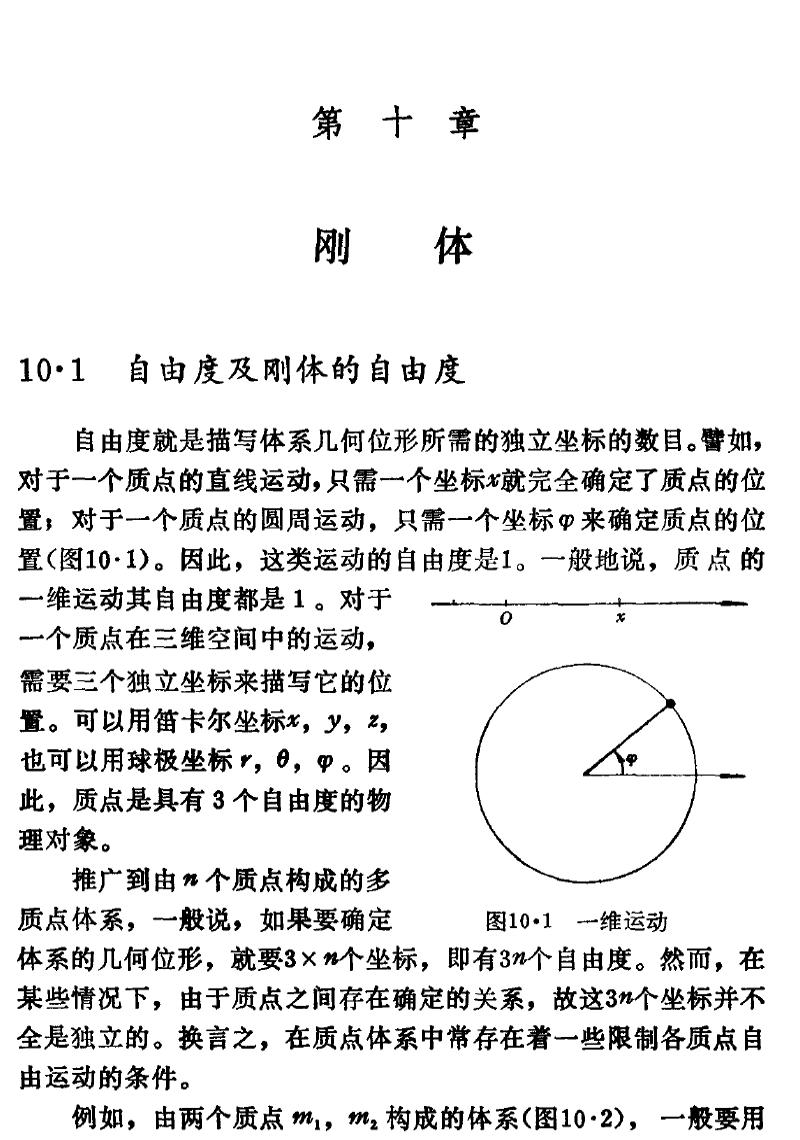 第 十 章
刚 体
10·1 自由度及刚体的自由度
自由度就是描写体系几何位形所需的独立坐标的数目。譬如，
对于一个质点的直线运动，只需一个坐标x就完全确定了质点的位
置；对于一个质点的圆周运动，只需一个坐标φ来确定质点的位
置(图10·1)。因此，这类运动的自由度是1。一般地说，质点的
一维运动其自由度都是1。对于
一个质点在三维空间中的运动，
需要三个独立坐标来描写它的位
置。可以用笛卡尔坐标x，y，z，
也可以用球极坐标r，θ，φ。因
此，质点是具有3个自由度的物
理对象。
O x
φ
图10·1 一维运动
推广到由n个质点构成的多
质点体系，一般说，如果要确定
体系的几何位形，就要3×n个坐标，即有3n个自由度。然而，在
某些情况下，由于质点之间存在确定的关系，故这3n个坐标并不
全是独立的。换言之，在质点体系中常存在着一些限制各质点自
由运动的条件。
例如，由两个质点m₁，m₂构成的体系(图10·2)，一般要用